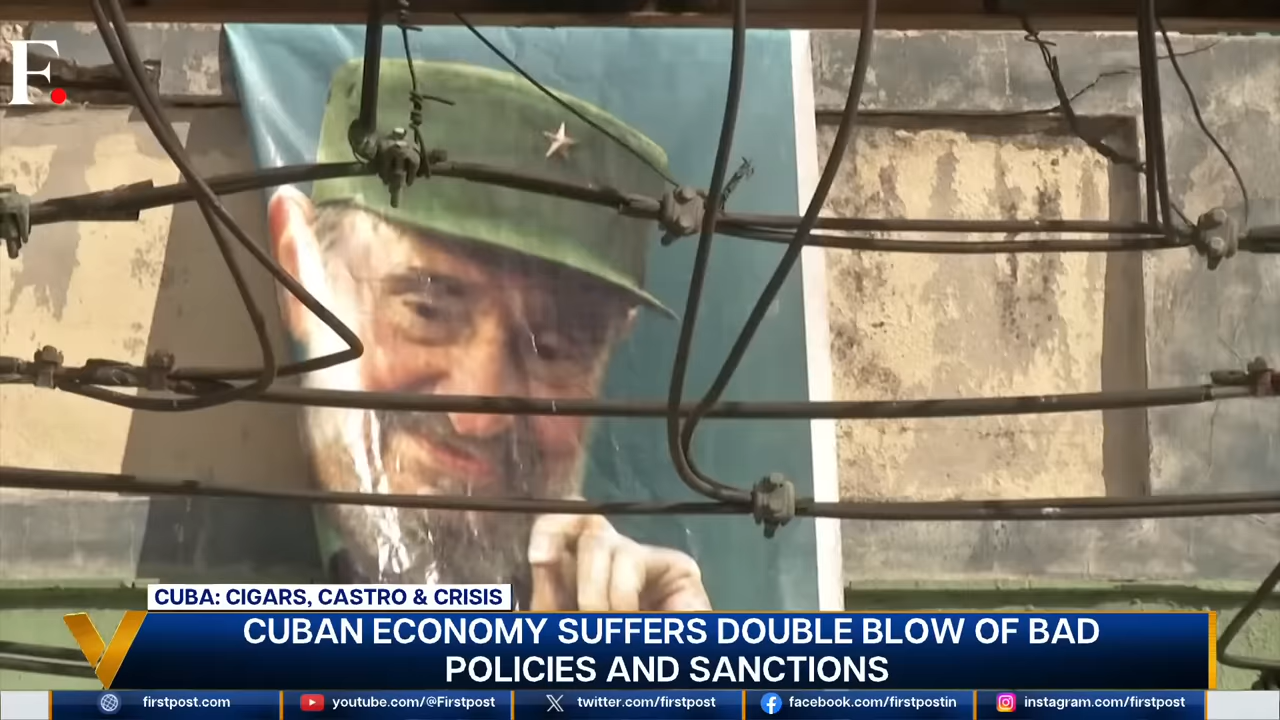 F.
CUBA: CIGARS, CASTRO & CRISIS
CUBAN ECONOMY SUFFERS DOUBLE BLOW OF BAD
POLICIES AND SANCTIONS
firstpost.com
youtube.com/@Firstpost
twitter.com/firstpost
facebook.com/firstpostin
instagram.com/firstpost